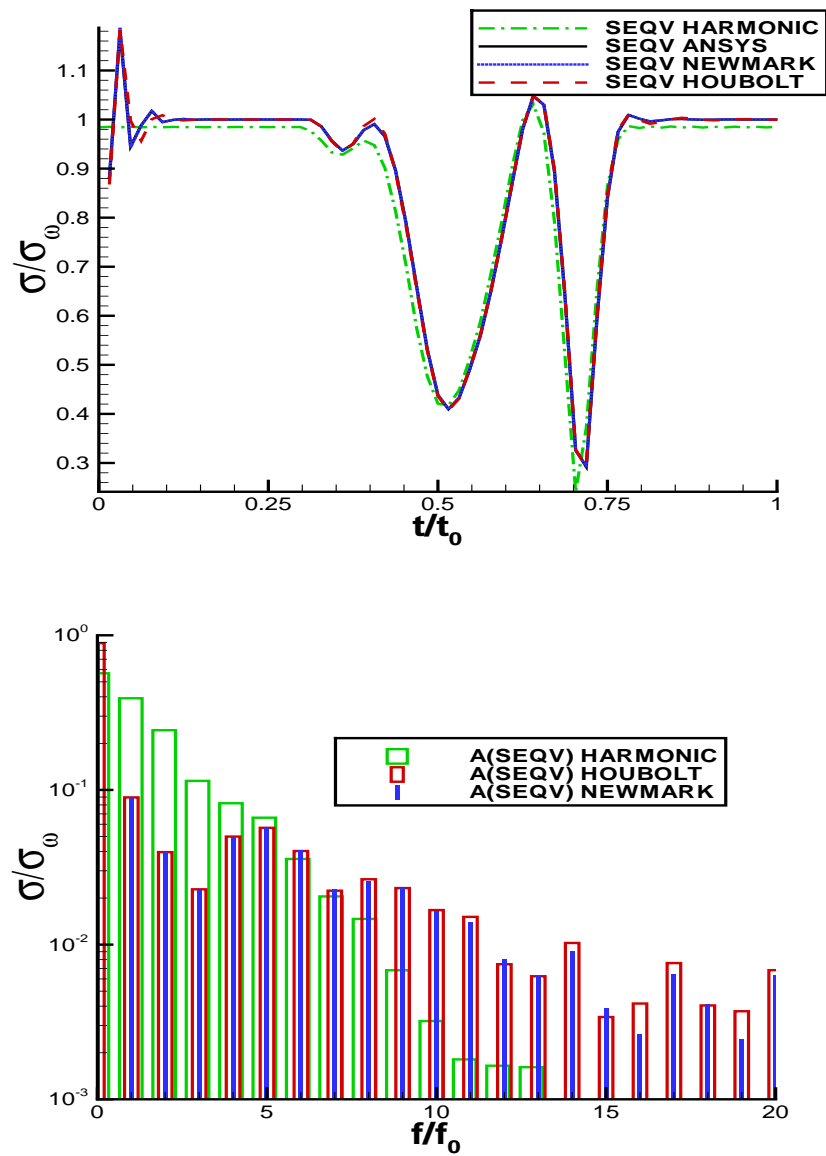 SEQV HARMONIC
SEQV ANSYS
SEQV NEWMARK
SEQV HOUBOLT
1.1
1
0.9
0.8
0.7
0.6
0.5
0.4
0.3
σ/σω
0 0.25 0.5 0.75 1
t/t0
10⁰
10⁻¹
10⁻²
10⁻³
σ/σω
A(SEQV) HARMONIC
A(SEQV) HOUBOLT
A(SEQV) NEWMARK
0 5 10 15 20
f/f0